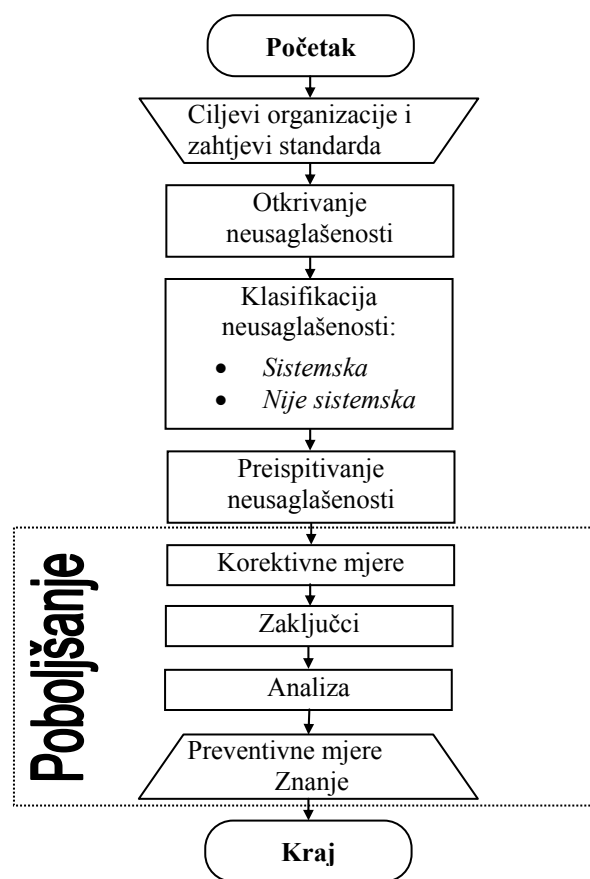 Početak
Ciljevi organizacije i
zahtjevi standarda
Otkrivanje
neusaglašenosti
Klasifikacija
neusaglašenosti:
• Sistemska
• Nije sistemska
Preispitivanje
neusaglašenosti
Poboljšanje
Korektivne mjere
Zaključci
Analiza
Preventivne mjere
Znanje
Kraj